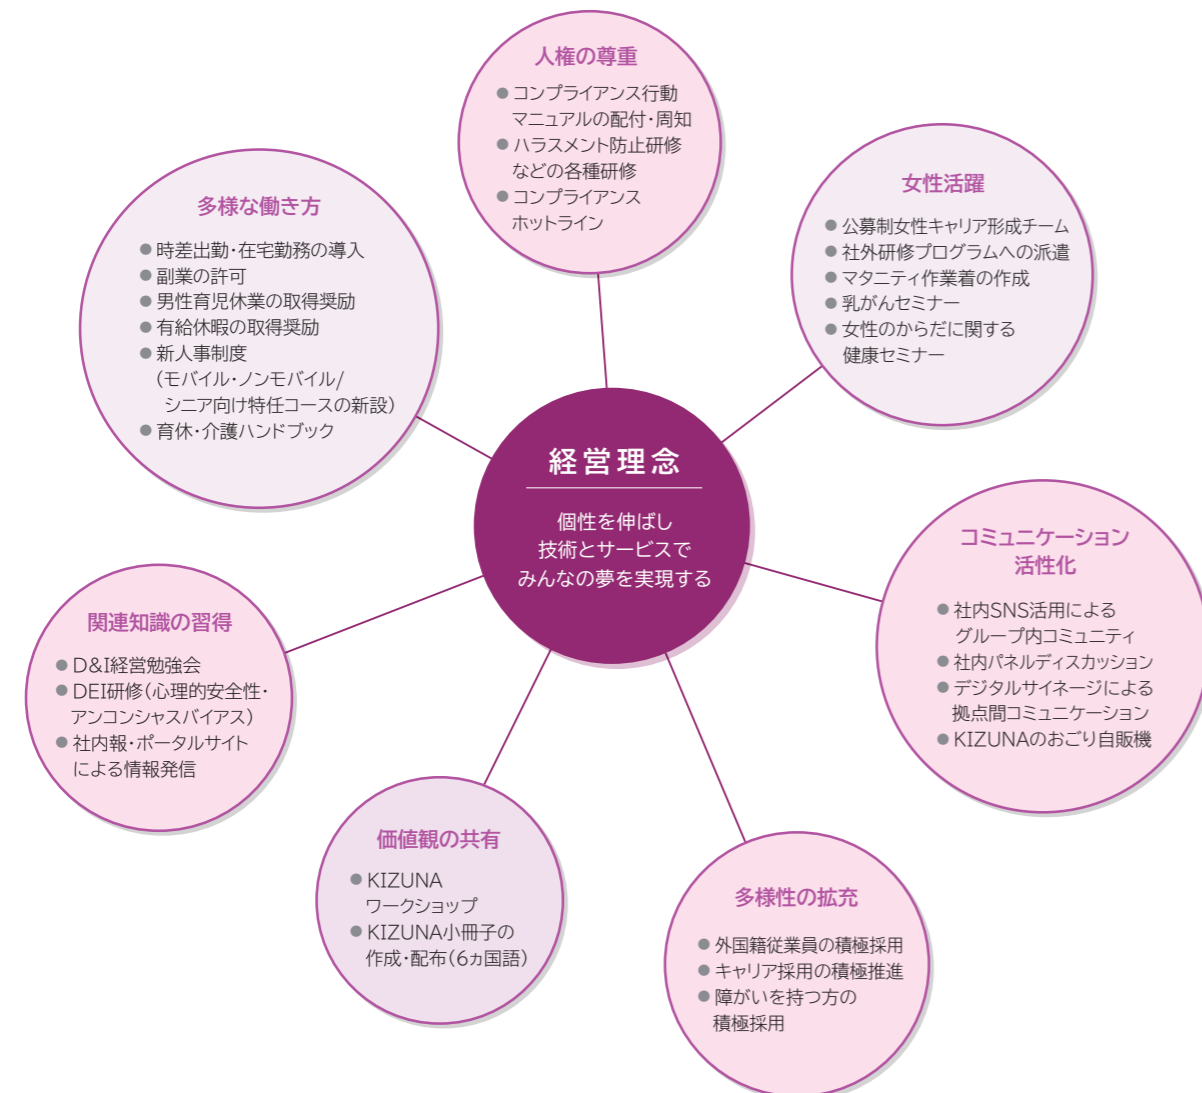 人権の尊重
● コンプライアンス行動
マニュアルの配付・周知
● ハラスメント防止研修
などの各種研修
● コンプライアンス
ホットライン
女性活躍
● 公募制女性キャリア形成チーム
● 社外研修プログラムへの派遣
● マタニティ作業着の作成
● 乳がんセミナー
● 女性のからだに関する
健康セミナー
多様な働き方
● 時差出勤・在宅勤務の導入
● 副業の許可
● 男性育児休業の取得奨励
● 有給休暇の取得奨励
● 新人事制度
(モバイル・ノンモバイル/
シニア向け特任コースの新設)
● 育休・介護ハンドブック
経営理念
個性を伸ばし
技術とサービスで
みんなの夢を実現する
コミュニケーション
活性化
● 社内SNS活用による
グループ内コミュニティ
● 社内パネルディスカッション
● デジタルサイネージによる
拠点間コミュニケーション
● KIZUNAのおごり自販機
関連知識の習得
● D&I経営勉強会
● DEI研修(心理的安全性・
アンコンシャスバイアス)
● 社内報・ポータルサイト
による情報発信
価値観の共有
● KIZUNA
ワークショップ
● KIZUNA小冊子の
作成・配布(6ヵ国語)
多様性の拡充
● 外国籍従業員の積極採用
● キャリア採用の積極推進
● 障がいを持つ方の
積極採用